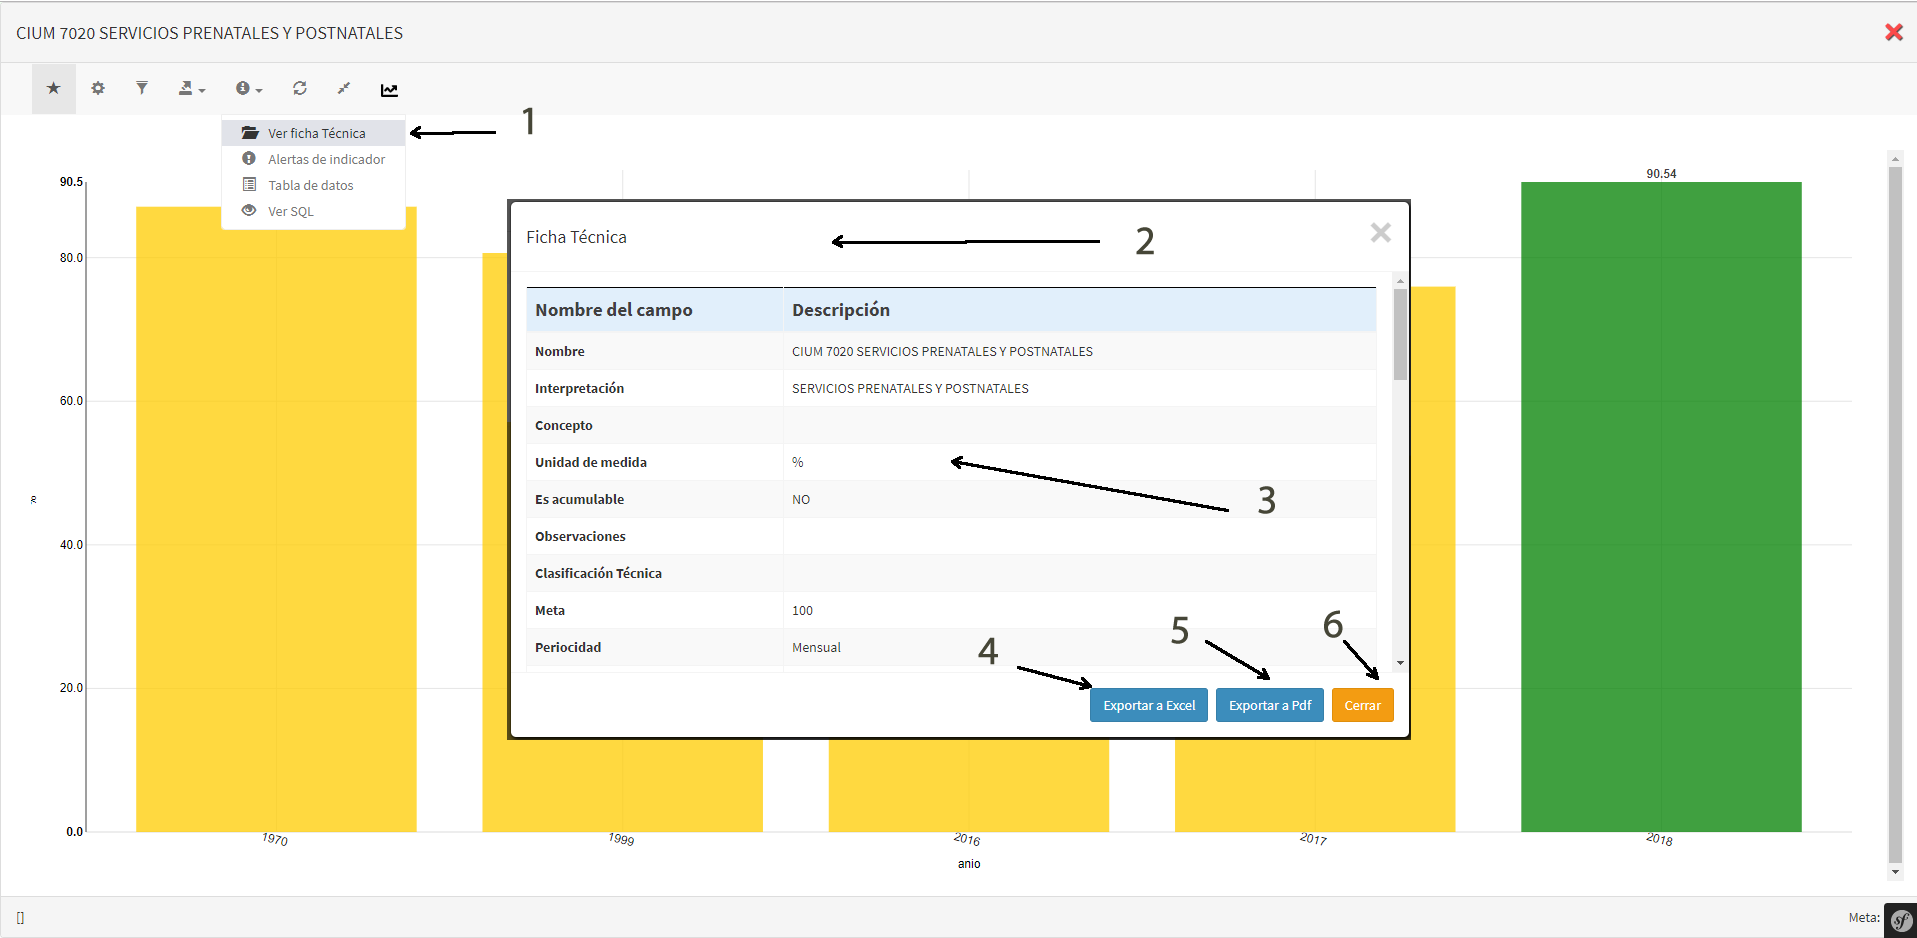 CIUM 7020 SERVICIOS PRENATALES Y POSTNATALES
Ver ficha Técnica
1
Alertas de indicador
Tabla de datos
Ver SQL
90.5
80.0
60.0
40.0
20.0
0.0
90.54
Ficha Técnica
2
Nombre del campo Descripción
Nombre CIUM 7020 SERVICIOS PRENATALES Y POSTNATALES
Interpretación SERVICIOS PRENATALES Y POSTNATALES
Concepto
Unidad de medida %
3
Es acumulable NO
Observaciones
Clasificación Técnica
Meta 100
Periocidad Mensual
4
5
6
Exportar a Excel Exportar a Pdf Cerrar
1970 1999 2016 2017 2018
anio
[] Meta:
sf